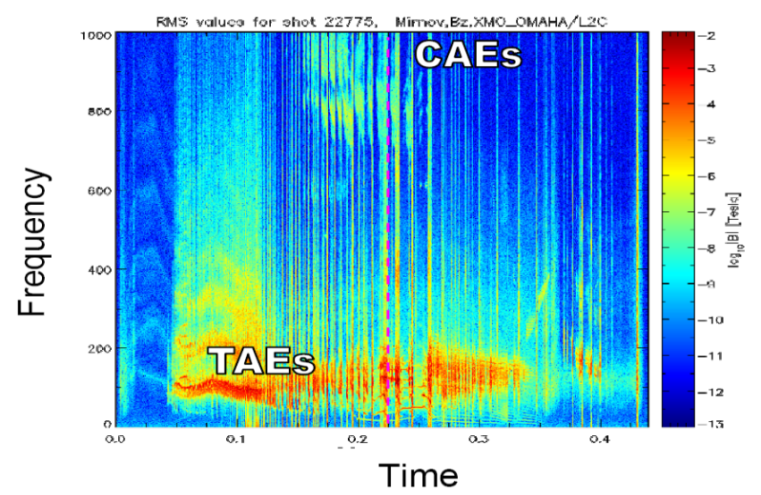 RMS values for shot 22775, Mirnov,Bz,XMO_OMAHA/L2C
CAEs
TAEs
1000
800
600
400
200
0
0.0 0.1 0.2 0.3 0.4
Frequency
Time
-2
-3
-4
-5
-6
-7
-8
-9
-10
-11
-12
-13
log10|B| [Tesla]